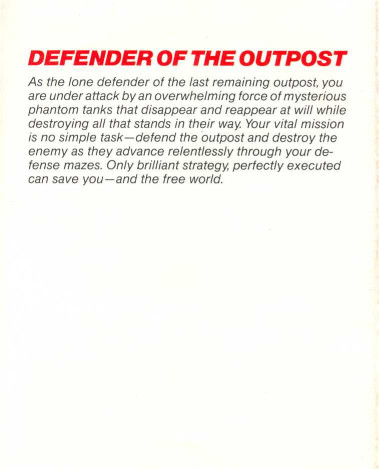 DEFENDER OF THE OUTPOST
As the lone defender of the last remaining outpost, you
are under attack by an overwhelming force of mysterious
phantom tanks that disappear and reappear at will while
destroying all that stands in their way. Your vital mission
is no simple task—defend the outpost and destroy the
enemy as they advance relentlessly through your de-
fense mazes. Only brilliant strategy, perfectly executed
can save you—and the free world.